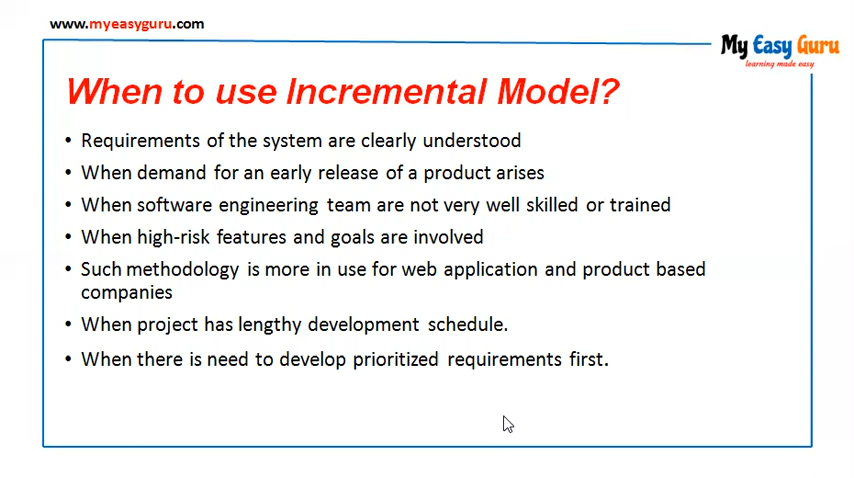 www.myeasyguru.com
My Easy Guru
learning made easy
When to use Incremental Model?
• Requirements of the system are clearly understood
• When demand for an early release of a product arises
• When software engineering team are not very well skilled or trained
• When high-risk features and goals are involved
• Such methodology is more in use for web application and product based
companies
• When project has lengthy development schedule.
• When there is need to develop prioritized requirements first.